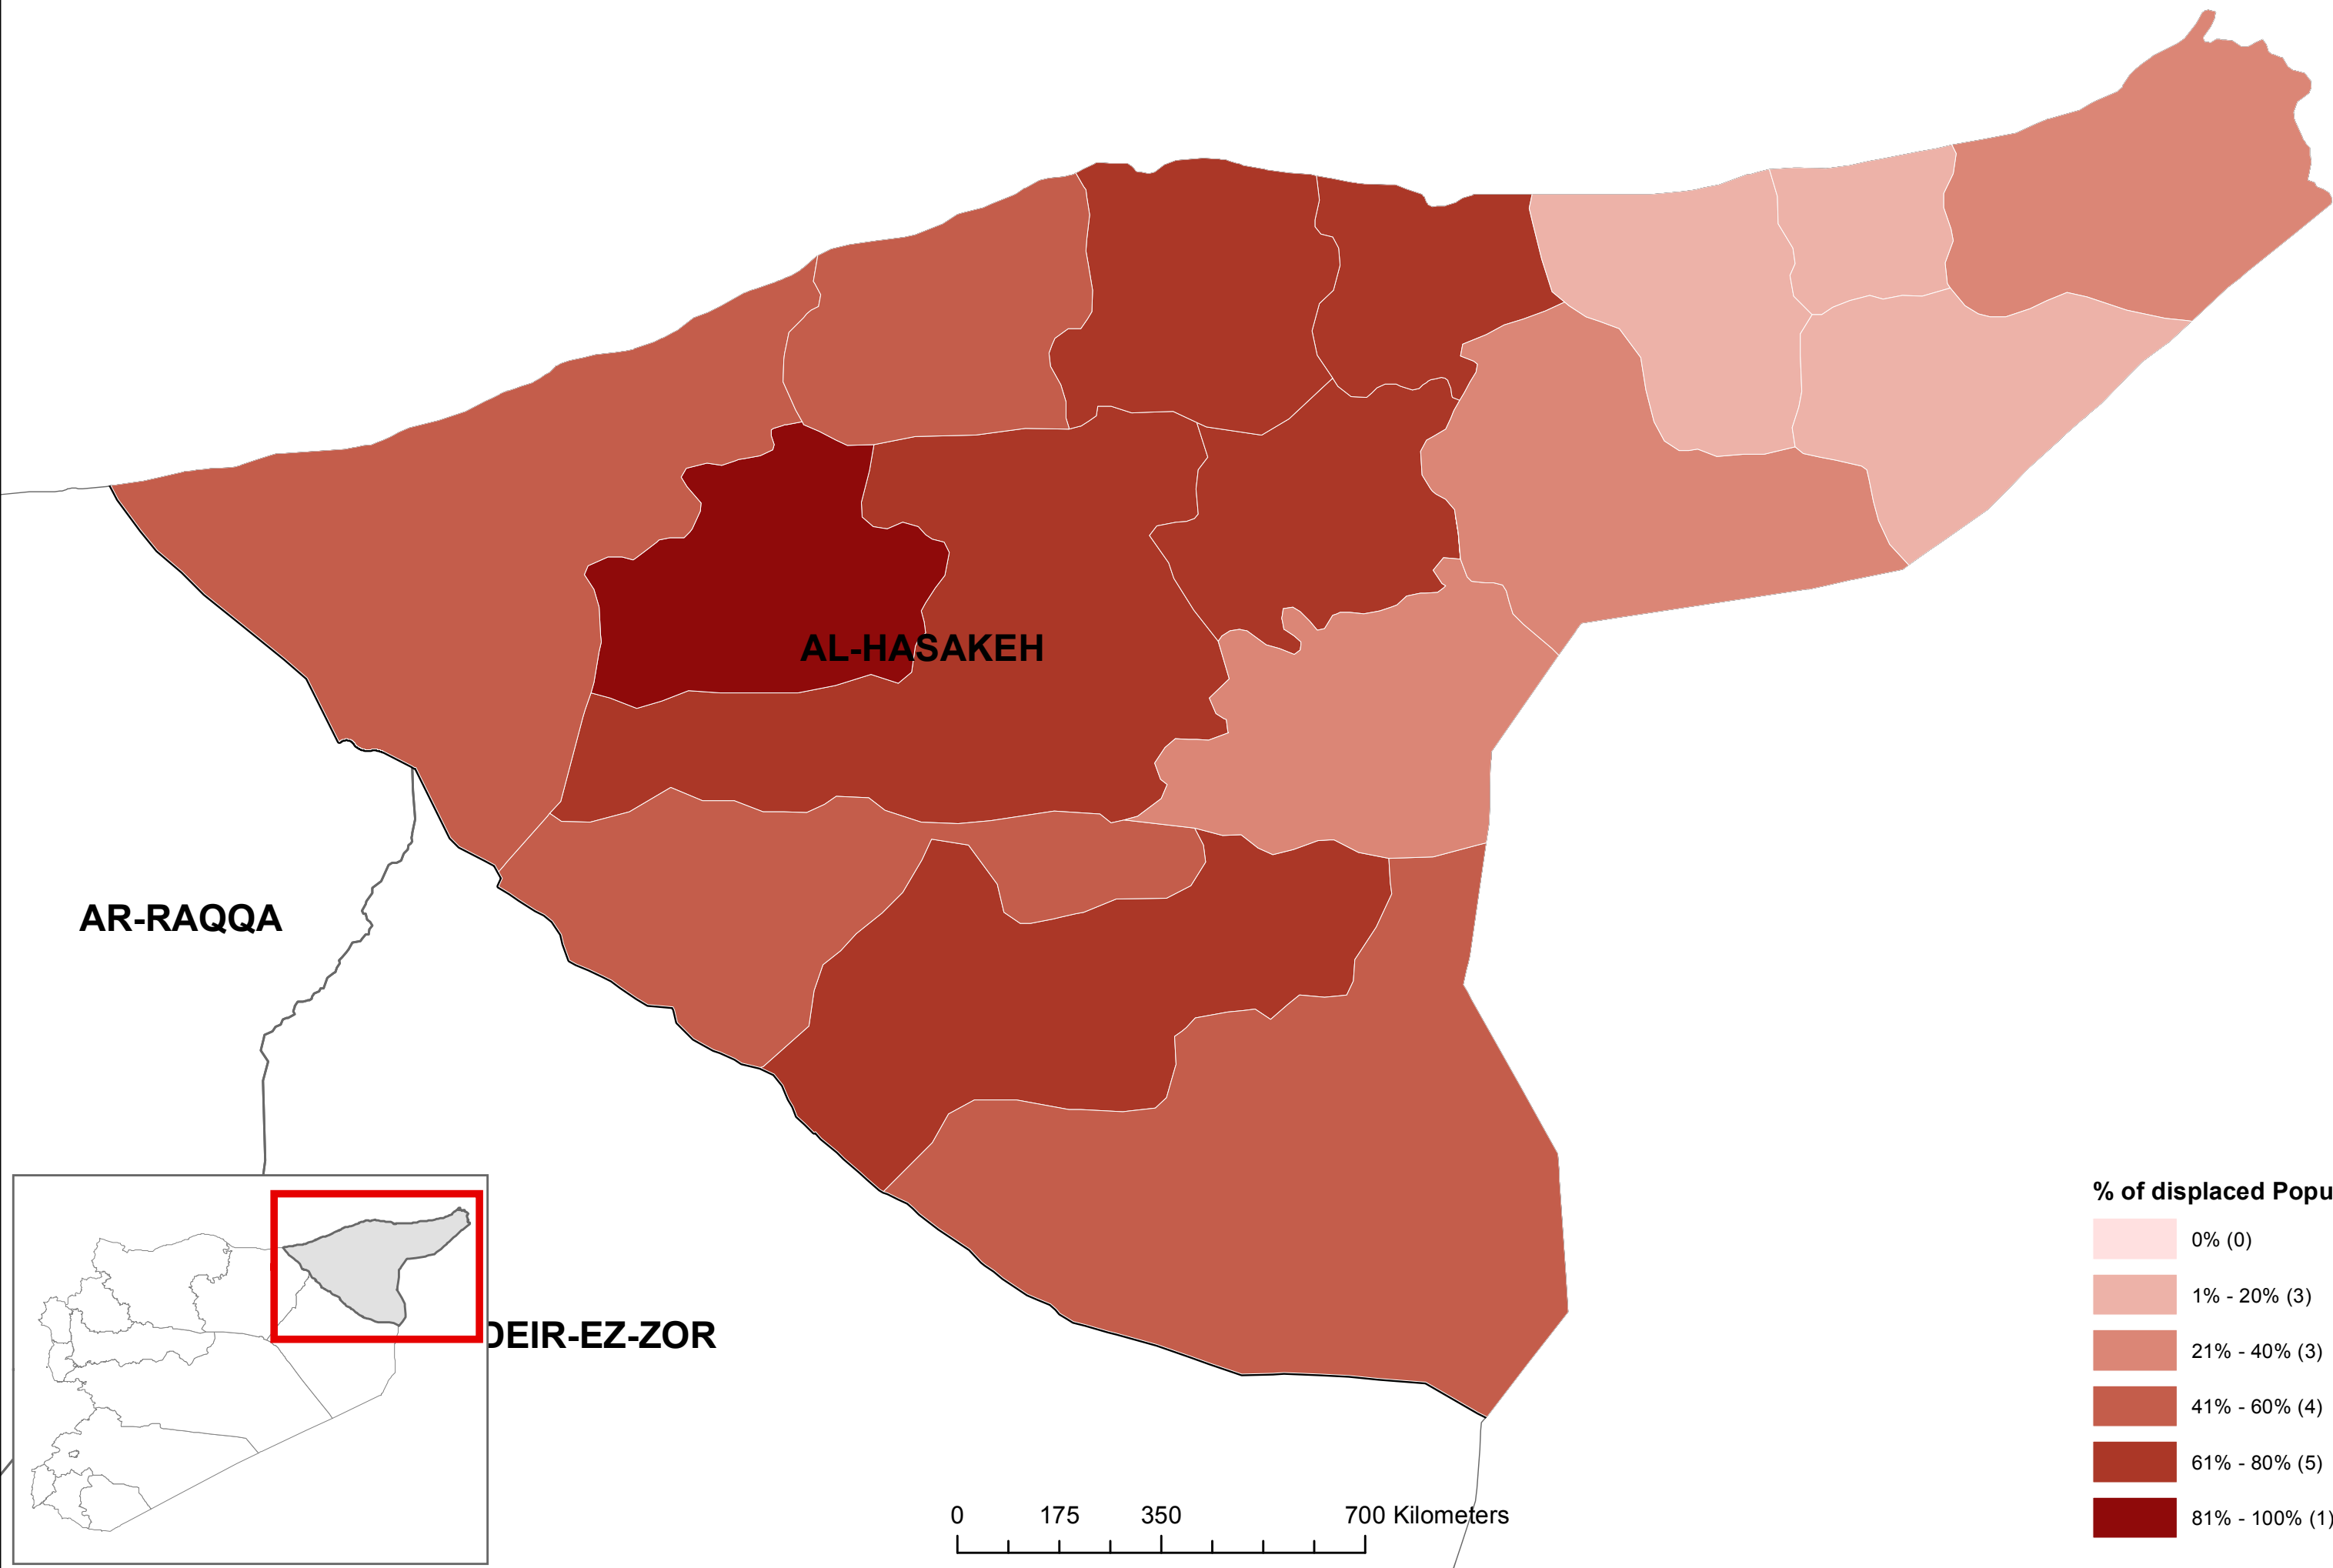 AL-HASAKEH
AR-RAQQA
DEIR-EZ-ZOR
% of displaced Popu
0% (0)
1% - 20% (3)
21% - 40% (3)
41% - 60% (4)
61% - 80% (5)
81% - 100% (1)
0 175 350 700 Kilometers